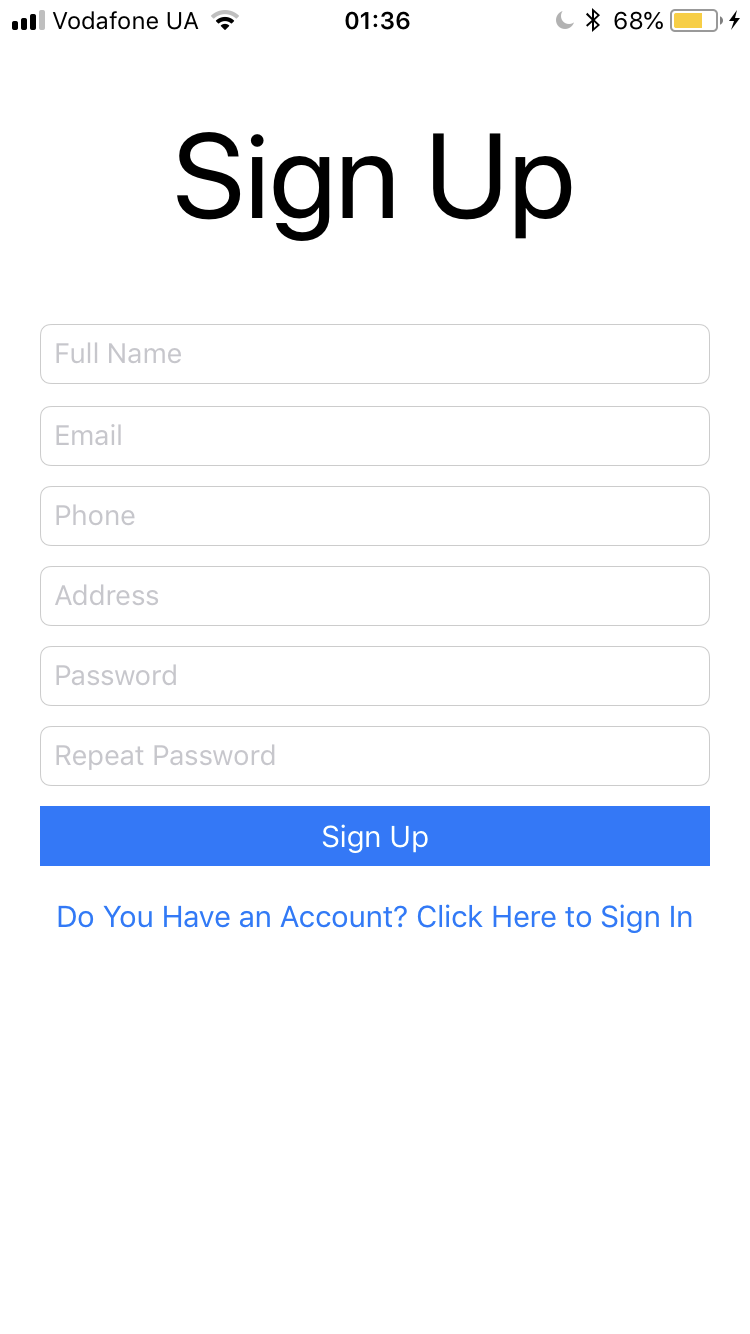 Vodafone UA 01:36 68%
Sign Up
Full Name
Email
Phone
Address
Password
Repeat Password
Sign Up
Do You Have an Account? Click Here to Sign In